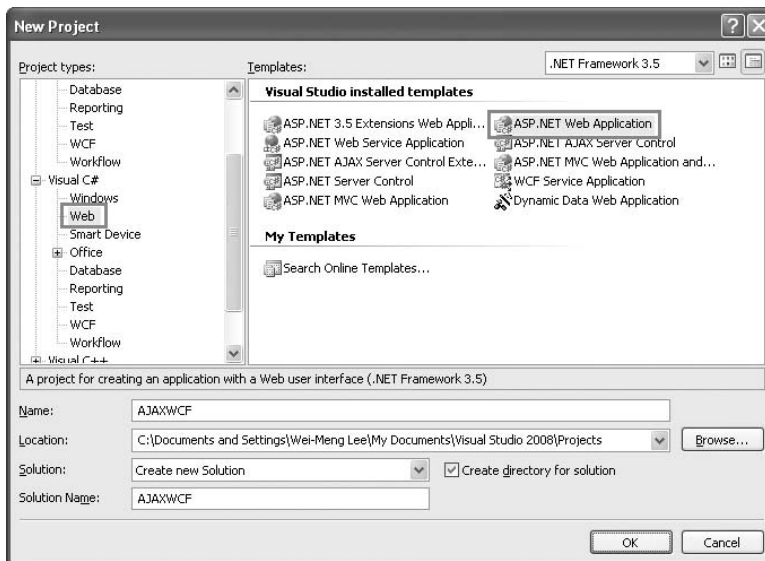 New Project
Project types:
Templates:
.NET Framework 3.5
Database
Reporting
Test
WCF
Workflow
Visual C#
Windows
Web
Smart Device
Office
Database
Reporting
Test
WCF
Workflow
Visual C++
Visual Studio installed templates
ASP.NET 3.5 Extensions Web Appli...
ASP.NET Web Service Application
ASP.NET AJAX Server Control Exte...
ASP.NET Server Control
ASP.NET MVC Web Application
ASP.NET Web Application
ASP.NET AJAX Server Control
ASP.NET MVC Web Application and...
WCF Service Application
Dynamic Data Web Application
My Templates
Search Online Templates...
A project for creating an application with a Web user interface (.NET Framework 3.5)
Name:
AJAXWCF
Location:
C:\Documents and Settings\Wei-Meng Lee\My Documents\Visual Studio 2008\Projects
Browse...
Solution:
Create new Solution
Create directory for solution
Solution Name:
AJAXWCF
OK
Cancel